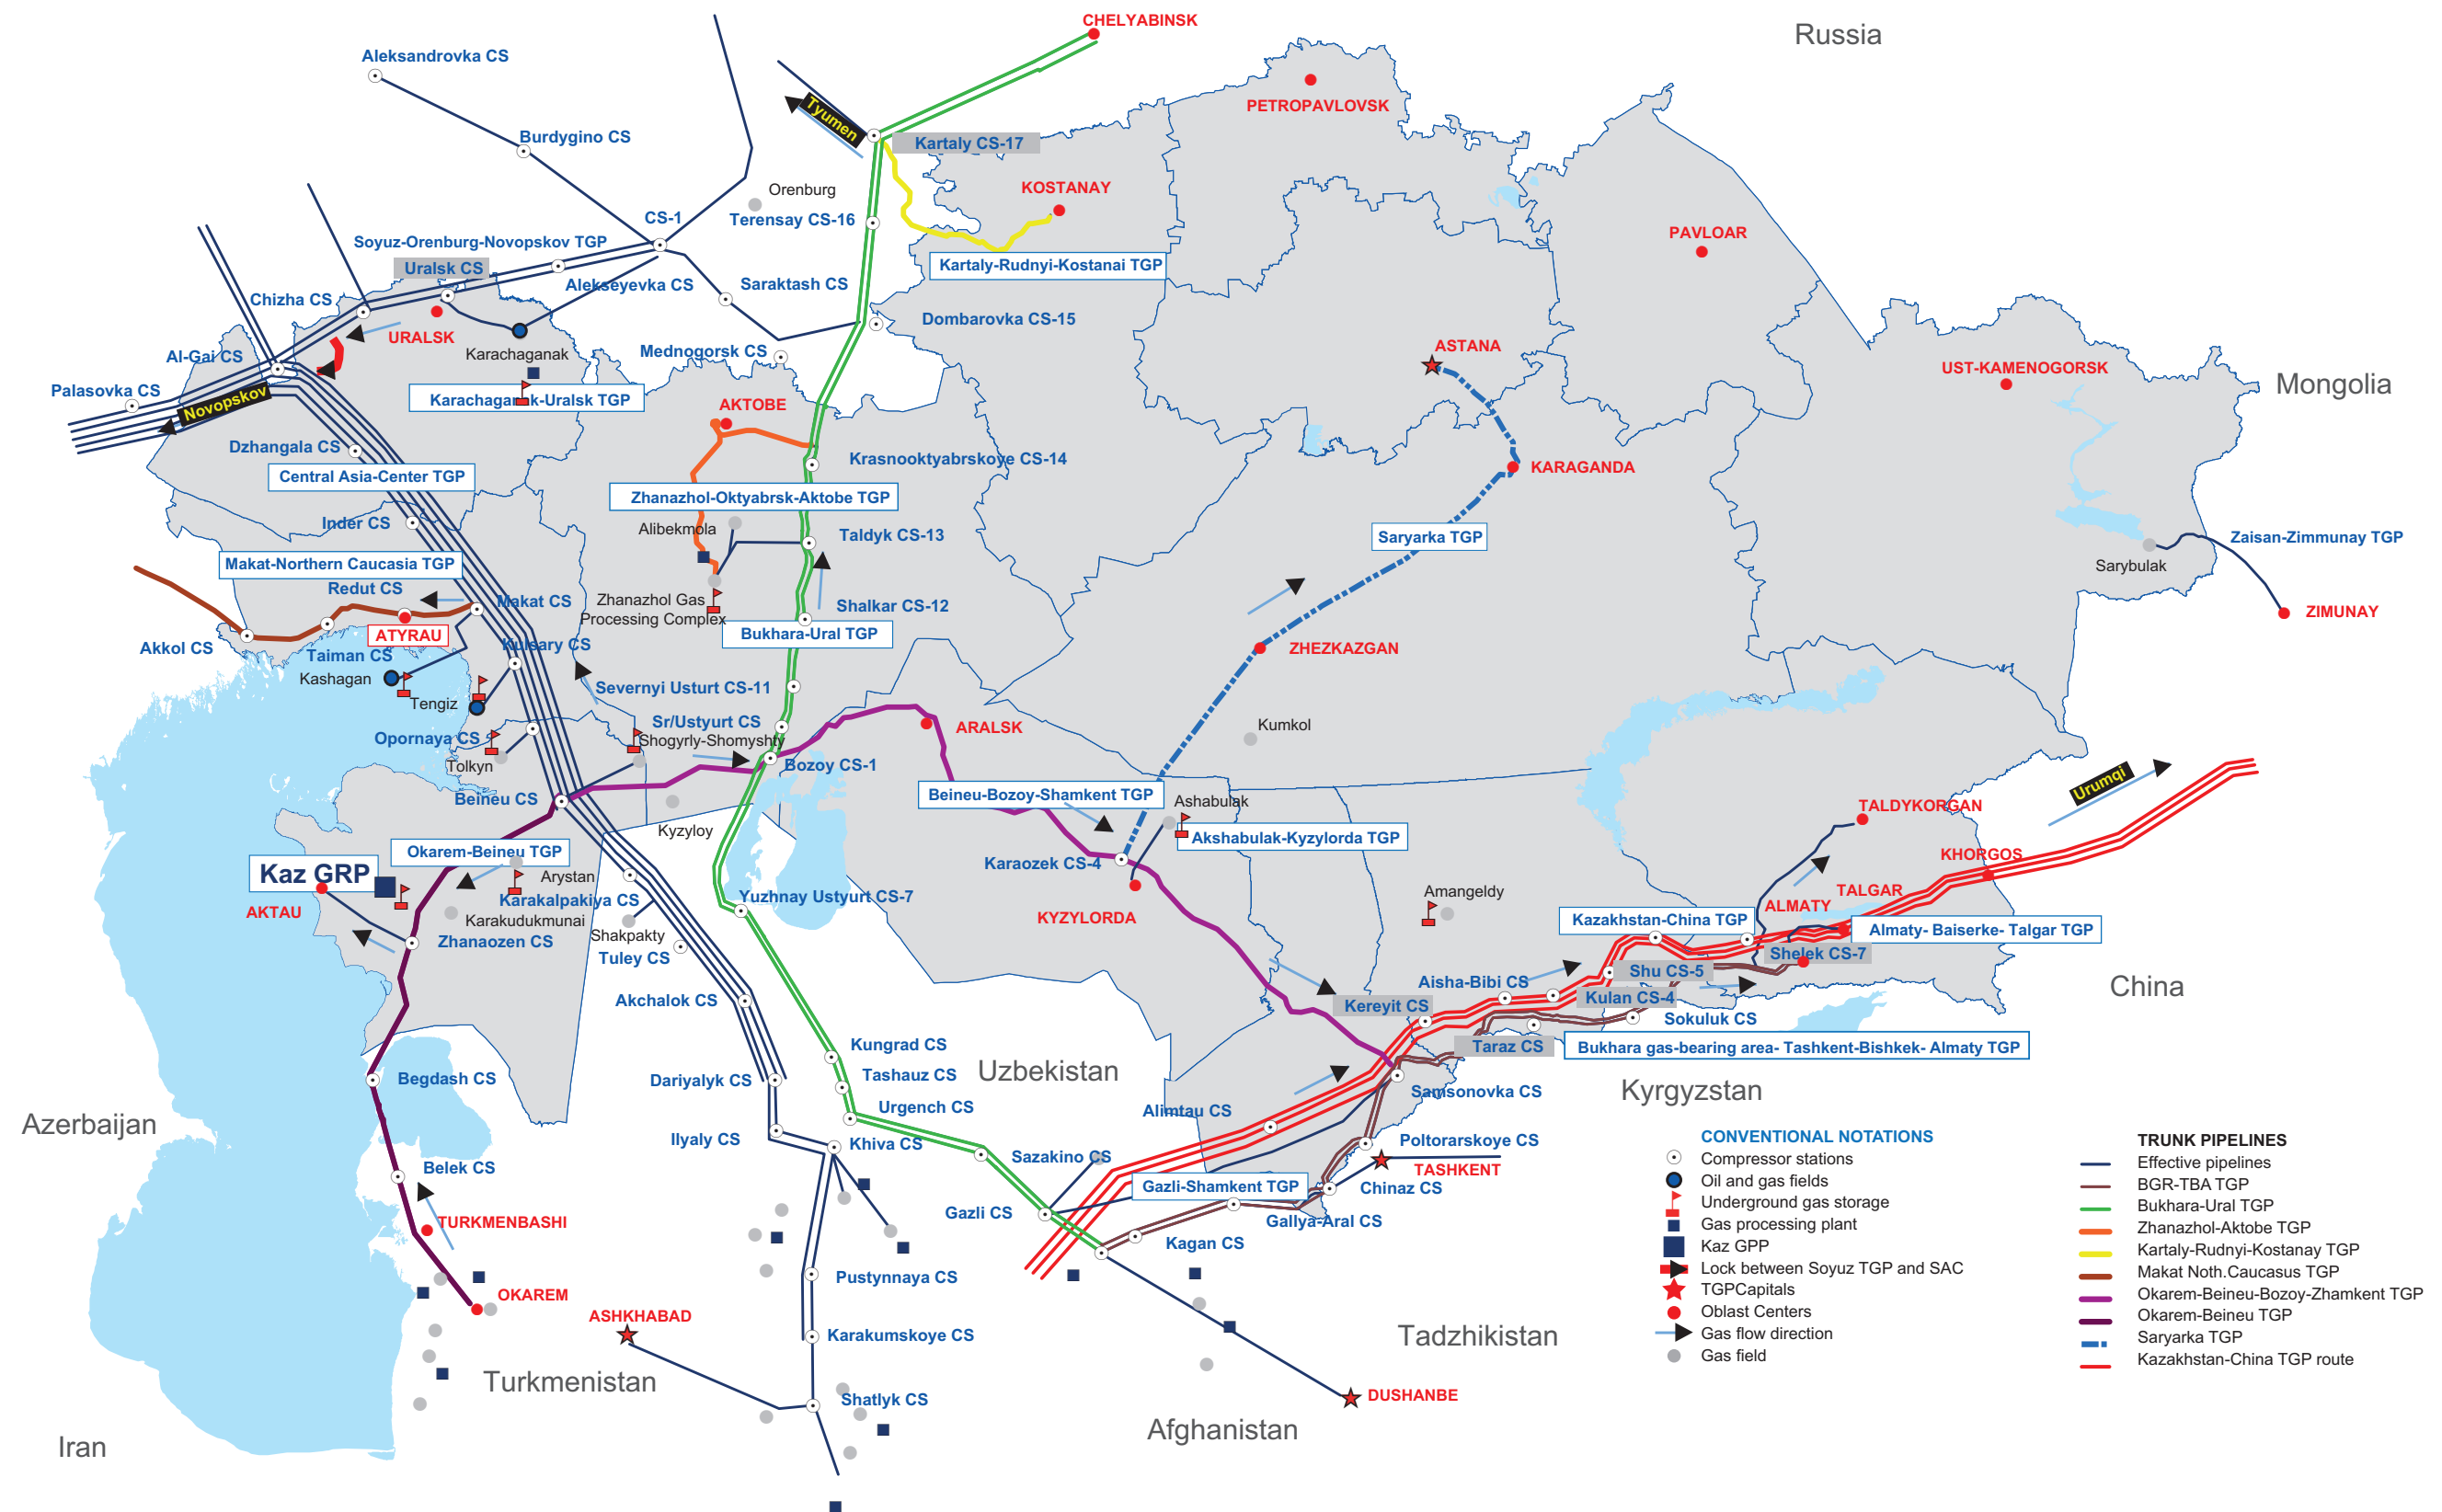 CHELYABINSK
Russia
Aleksandrovka CS
Tyumen
PETROPAVLOVSK
Burdygino CS
Kartaly CS-17
Orenburg
KOSTANAY
CS-1
Terensay CS-16
PAVLOAR
Soyuz-Orenburg-Novopskov TGP
Uralsk CS
Kartaly-Rudnyi-Kostanai TGP
Alekseyevka CS
Saraktash CS
Chizha CS
Dombarovka CS-15
URALSK
Karachaganak
Mednogorsk CS
ASTANA
Al-Gai CS
UST-KAMENOGORSK
Mongolia
Palasovka CS
Novopskov
Karachaganak-Uralsk TGP
AKTOBE
Dzhangala CS
Krasnooktyabrskoye CS-14
KARAGANDA
Central Asia-Center TGP
Zhanazhol-Oktyabrsk-Aktobe TGP
Inder CS
Alibekmola
Taldyk CS-13
Saryarka TGP
Zaisan-Zimmunay TGP
Sarybulak
Makat-Northern Caucasia TGP
Redut CS
Makat CS
Zhanazhol Gas
Processing Complex
Shalkar CS-12
ZIMUNAY
ATYRAU
Bukhara-Ural TGP
Akkol CS
Taiman CS
Kulsary CS
ZHEZKAZGAN
Kashagan
Tengiz
Severnyi Usturt CS-11
Sr/Ustyurt CS
ARALSK
Kumkol
Opornaya CS
Shogyrly-Shomyshty
Tolkyn
Bozoy CS-1
Urumqi
Beineu CS
Beineu-Bozoy-Shamkent TGP
Ashabulak
TALDYKORGAN
Kyzyloy
Akshabulak-Kyzylorda TGP
Okarem-Beineu TGP
Karaozek CS-4
KHORGOS
Kaz GRP
Arystan
Amangeldy
TALGAR
Karakalpakiya CS
Yuzhnay Ustyurt CS-7
AKTAU
Karakudukmunai
KYZYLORDA
ALMATY
Kazakhstan-China TGP
Almaty- Baiserke- Talgar TGP
Shakpakty
Zhanaozen CS
Tuley CS
Shelek CS-7
Shu CS-5
Aisha-Bibi CS
China
Akchalok CS
Kereyit CS
Kulan CS-4
Sokuluk CS
Kungrad CS
Taraz CS
Bukhara gas-bearing area- Tashkent-Bishkek- Almaty TGP
Uzbekistan
Begdash CS
Dariyalyk CS
Tashauz CS
Samsonovka CS
Kyrgyzstan
Urgench CS
Alimtau CS
Azerbaijan
Ilyaly CS
Khiva CS
Poltorarskoye CS
Sazakino CS
TASHKENT
Belek CS
Gazli-Shamkent TGP
Chinaz CS
Gazli CS
TURKMENBASHI
Gallya-Aral CS
Kagan CS
Pustynnaya CS
OKAREM
ASHKHABAD
Karakumskoye CS
Tadzhikistan
Turkmenistan
Shatlyk CS
DUSHANBE
Afghanistan
Iran
CONVENTIONAL NOTATIONS
Compressor stations
Oil and gas fields
Underground gas storage
Gas processing plant
Kaz GPP
Lock between Soyuz TGP and SAC
TGPCapitals
Oblast Centers
Gas flow direction
Gas field
TRUNK PIPELINES
Effective pipelines
BGR-TBA TGP
Bukhara-Ural TGP
Zhanazhol-Aktobe TGP
Kartaly-Rudnyi-Kostanay TGP
Makat Noth.Caucasus TGP
Okarem-Beineu-Bozoy-Zhamkent TGP
Okarem-Beineu TGP
Saryarka TGP
Kazakhstan-China TGP route